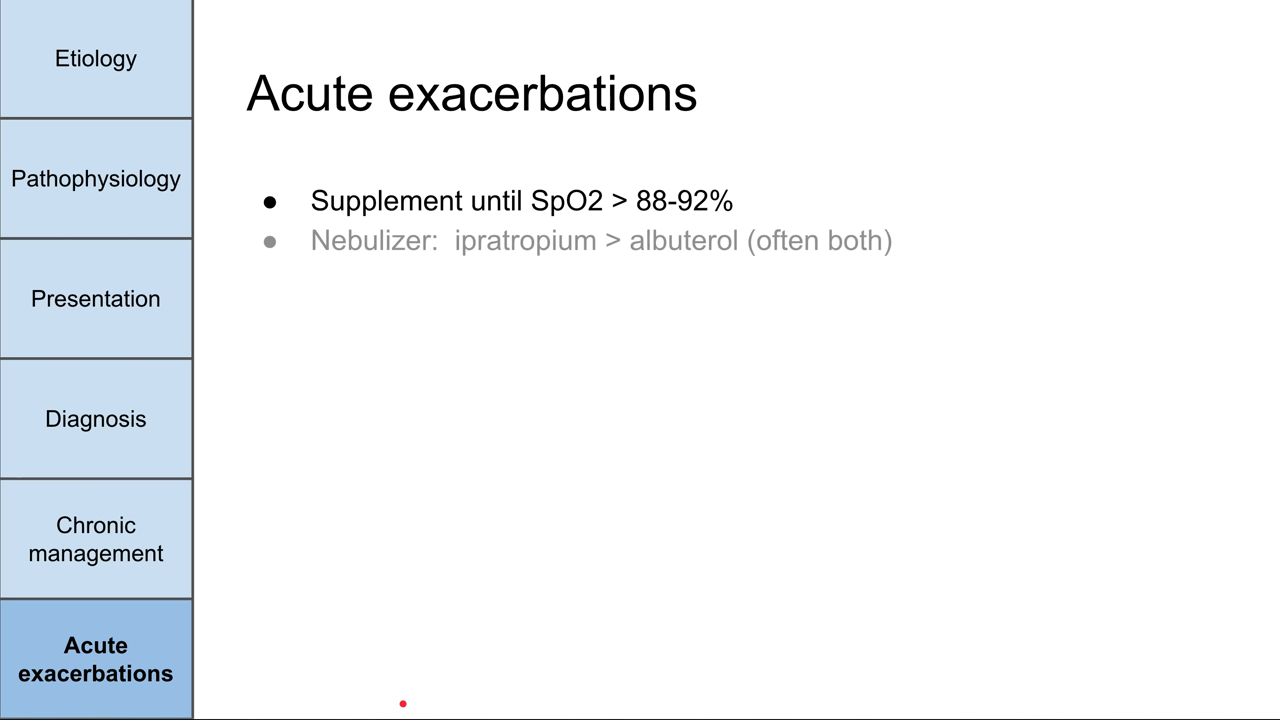 Etiology
Pathophysiology
Presentation
Diagnosis
Chronic
management
Acute
exacerbations
Acute exacerbations
● Supplement until SpO2 > 88-92%
● Nebulizer:  ipratropium > albuterol (often both)